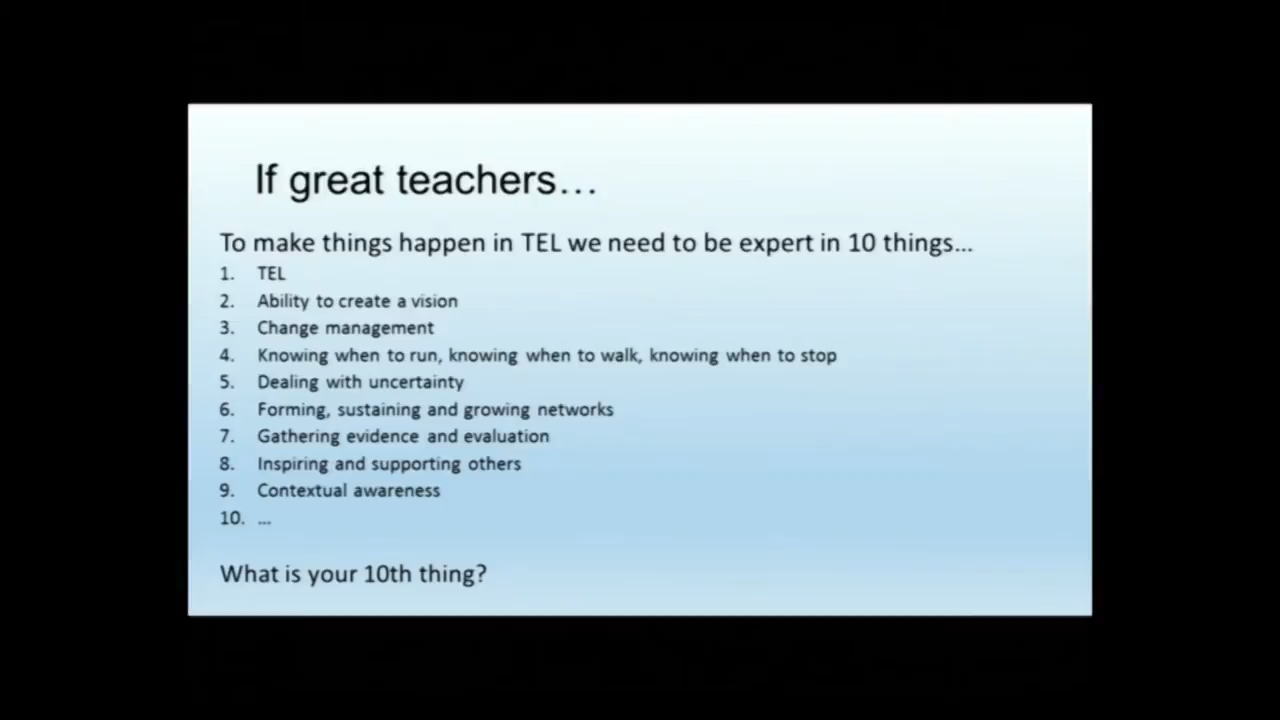 If great teachers...
To make things happen in TEL we need to be expert in 10 things...
1. TEL
2. Ability to create a vision
3. Change management
4. Knowing when to run, knowing when to walk, knowing when to stop
5. Dealing with uncertainty
6. Forming, sustaining and growing networks
7. Gathering evidence and evaluation
8. Inspiring and supporting others
9. Contextual awareness
10. ...
What is your 10th thing?